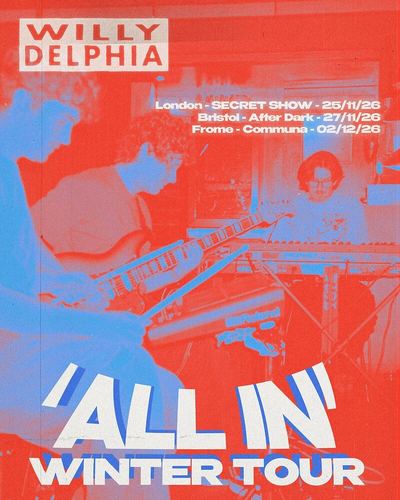 WILLY
DELPHIA
London - SECRET SHOW - 25/11/26
Bristol - After Dark - 27/11/26
Frome - Communa - 02/12/26
'ALL IN'
WINTER TOUR